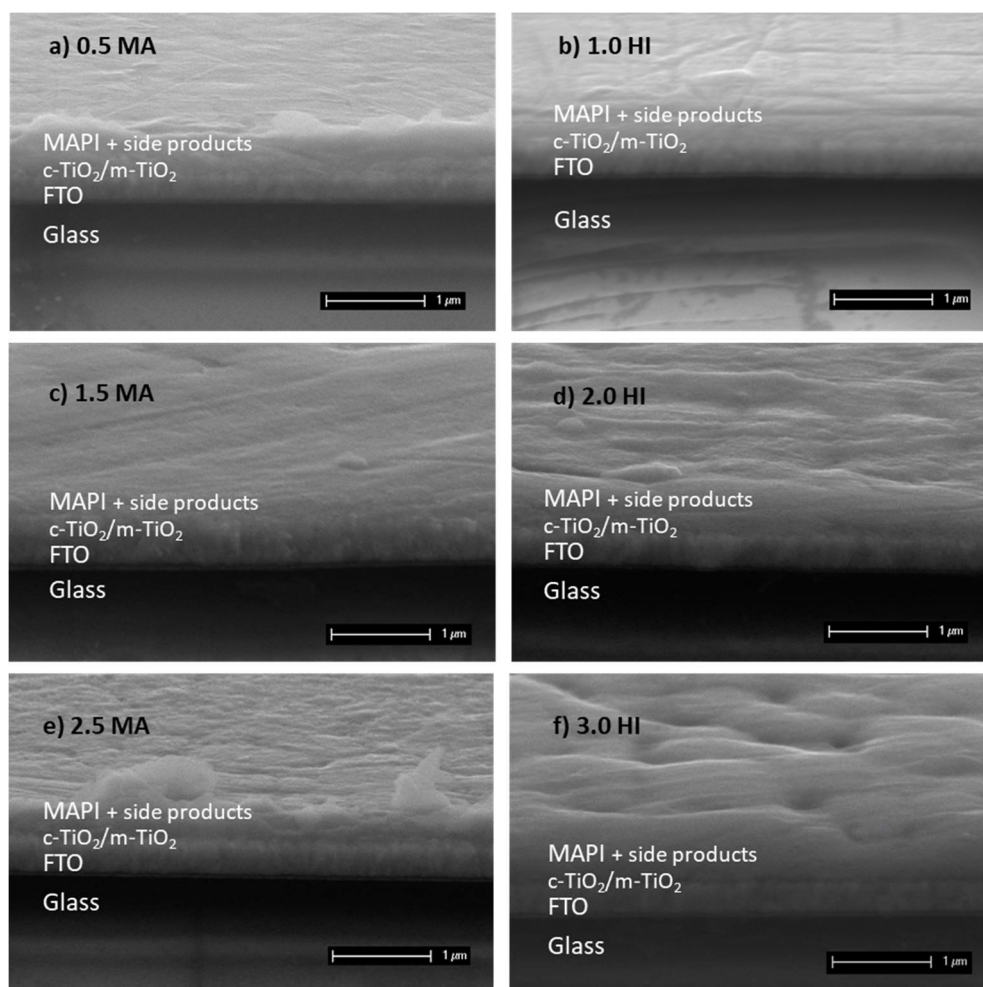 a) 0.5 MA
MAPI + side products
c-TiO₂/m-TiO₂
FTO
Glass
1 μm
b) 1.0 HI
MAPI + side products
c-TiO₂/m-TiO₂
FTO
Glass
1 μm
c) 1.5 MA
MAPI + side products
c-TiO₂/m-TiO₂
FTO
Glass
1 μm
d) 2.0 HI
MAPI + side products
c-TiO₂/m-TiO₂
FTO
Glass
1 μm
e) 2.5 MA
MAPI + side products
c-TiO₂/m-TiO₂
FTO
Glass
1 μm
f) 3.0 HI
MAPI + side products
c-TiO₂/m-TiO₂
FTO
Glass
1 μm